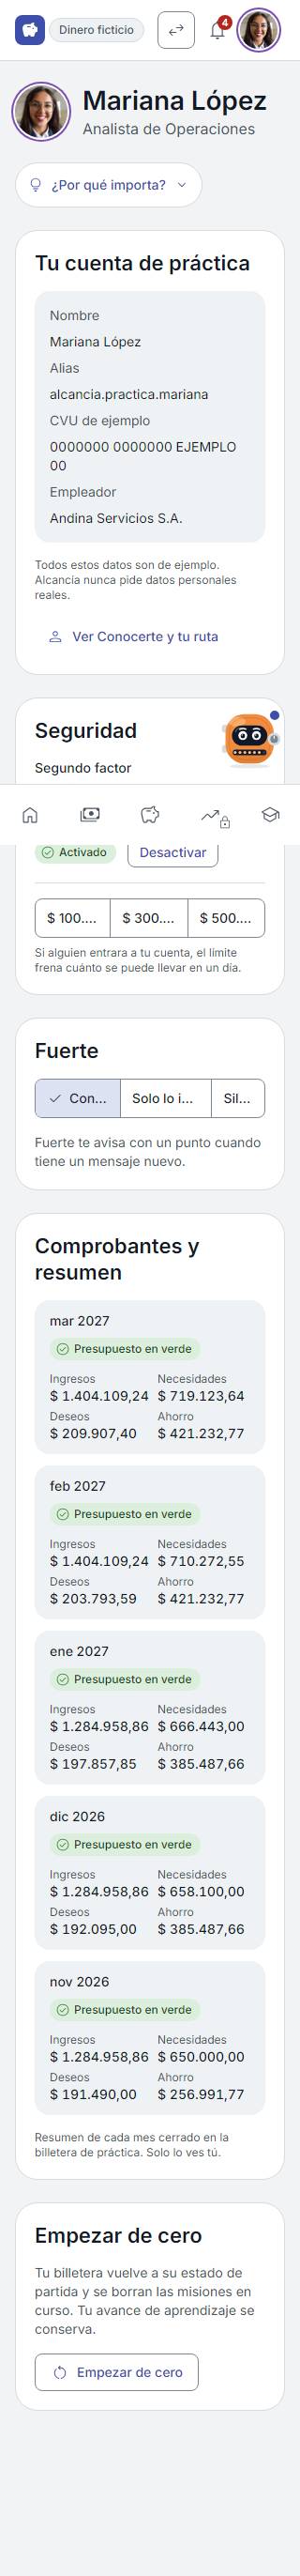 Dinero ficticio
4
Mariana López
Analista de Operaciones
¿Por qué importa?
Tu cuenta de práctica
Nombre
Mariana López
Alias
alcancia.practica.mariana
CVU de ejemplo
0000000 0000000 EJEMPLO
00
Empleador
Andina Servicios S.A.
Todos estos datos son de ejemplo.
Alcancía nunca pide datos personales
reales.
Ver Conocerte y tu ruta
Seguridad
Segundo factor
Activado Desactivar
$ 100.... $ 300.... $ 500....
Si alguien entrara a tu cuenta, el límite
frena cuánto se puede llevar en un día.
Fuerte
Con... Solo lo i... Sil...
Fuerte te avisa con un punto cuando
tiene un mensaje nuevo.
Comprobantes y
resumen
mar 2027
Presupuesto en verde
Ingresos Necesidades
$ 1.404.109,24 $ 719.123,64
Deseos Ahorro
$ 209.907,40 $ 421.232,77
feb 2027
Presupuesto en verde
Ingresos Necesidades
$ 1.404.109,24 $ 710.272,55
Deseos Ahorro
$ 203.793,59 $ 421.232,77
ene 2027
Presupuesto en verde
Ingresos Necesidades
$ 1.284.958,86 $ 666.443,00
Deseos Ahorro
$ 197.857,85 $ 385.487,66
dic 2026
Presupuesto en verde
Ingresos Necesidades
$ 1.284.958,86 $ 658.100,00
Deseos Ahorro
$ 192.095,00 $ 385.487,66
nov 2026
Presupuesto en verde
Ingresos Necesidades
$ 1.284.958,86 $ 650.000,00
Deseos Ahorro
$ 191.490,00 $ 256.991,77
Resumen de cada mes cerrado en la
billetera de práctica. Solo lo ves tú.
Empezar de cero
Tu billetera vuelve a su estado de
partida y se borran las misiones en
curso. Tu avance de aprendizaje se
conserva.
Empezar de cero